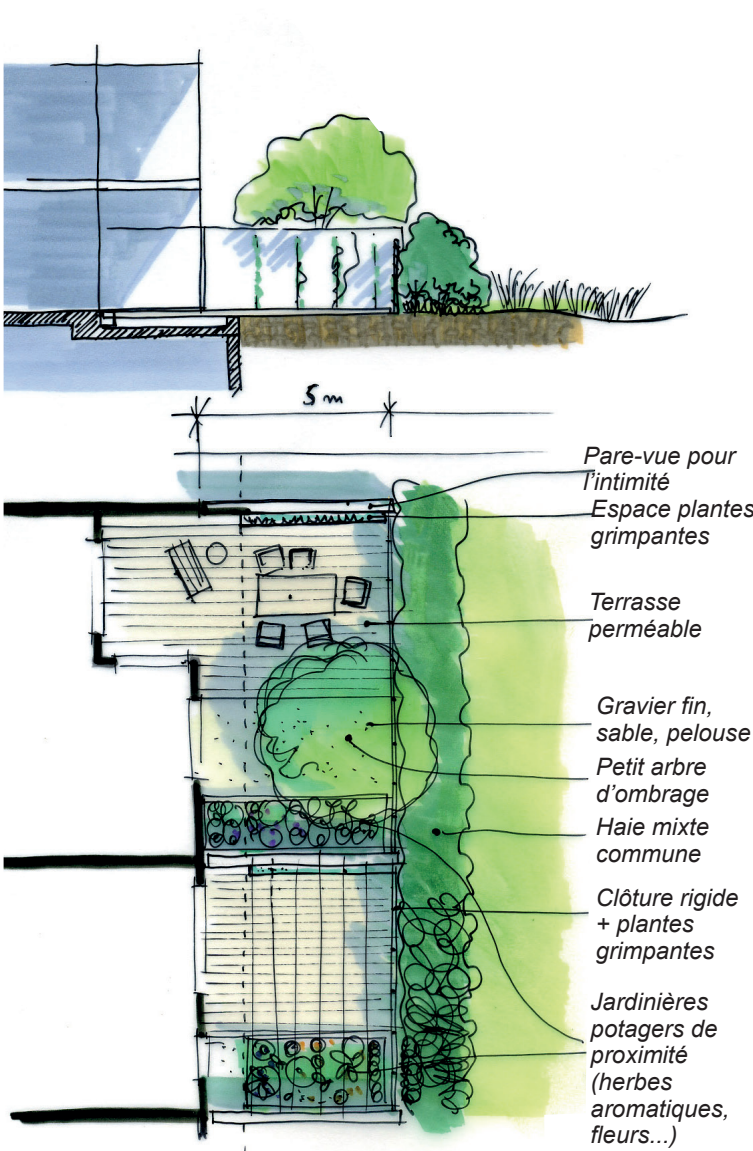 5 m
Pare-vue pour
l'intimité
Espace plantes
grimpantes
Terrasse
perméable
Gravier fin,
sable, pelouse
Petit arbre
d'ombrage
Haie mixte
commune
Clôture rigide
+ plantes
grimpantes
Jardinières
potagers de
proximité
(herbes
aromatiques,
fleurs...)